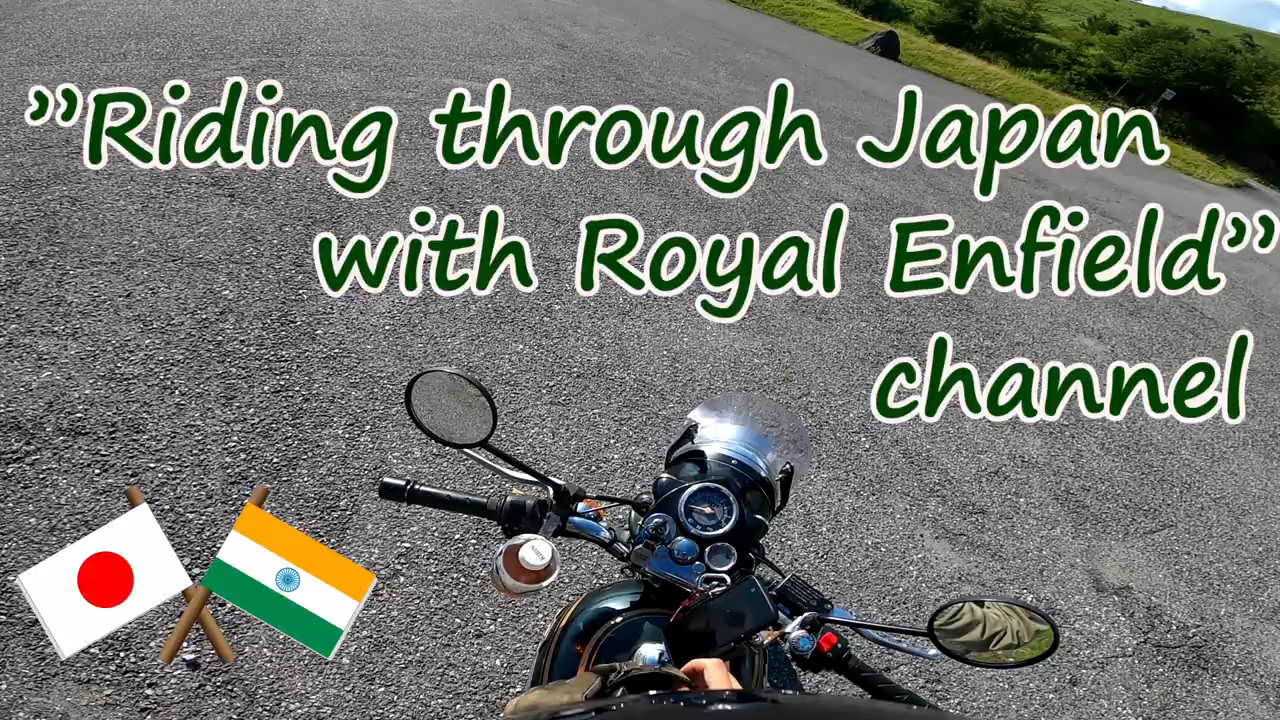 ”Riding through Japan
with Royal Enfield”
channel